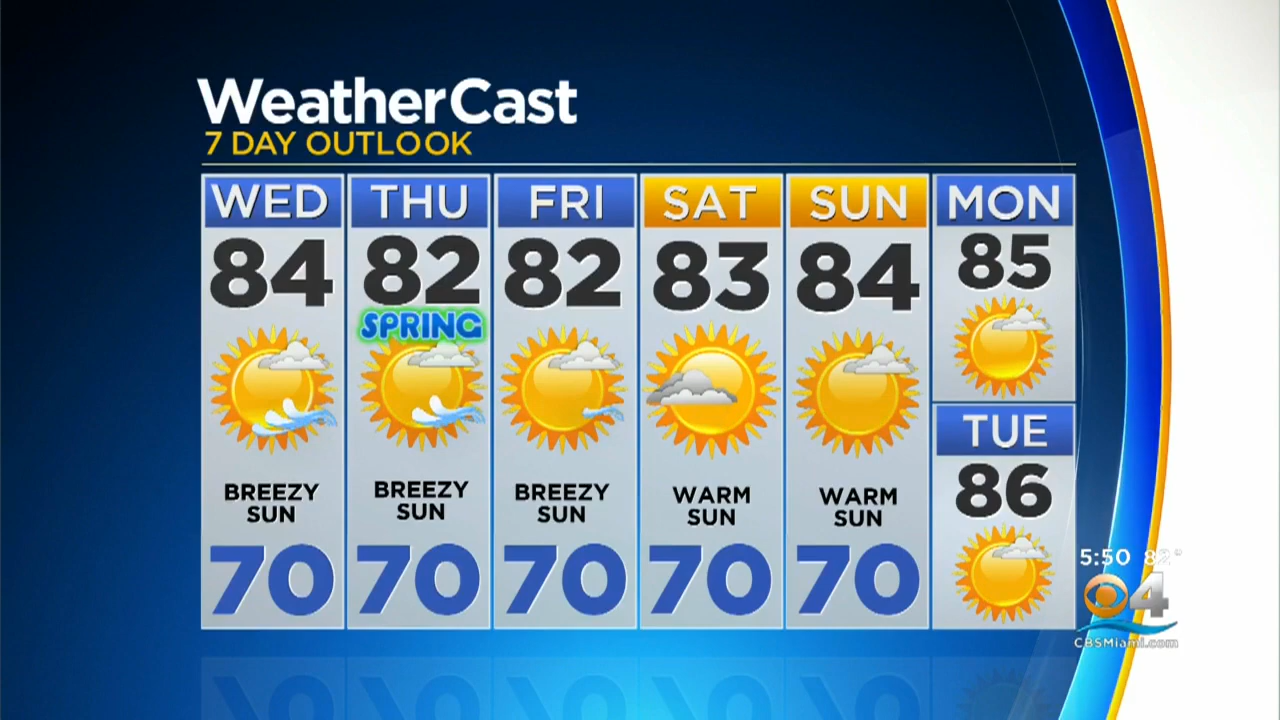 WeatherCast
7 DAY OUTLOOK
WED
84
BREEZY
SUN
70
THU
82
SPRING
BREEZY
SUN
70
FRI
82
BREEZY
SUN
70
SAT
83
WARM
SUN
70
SUN
84
WARM
SUN
70
MON
85
TUE
86
5:50 82°
4
CBSMiami.com